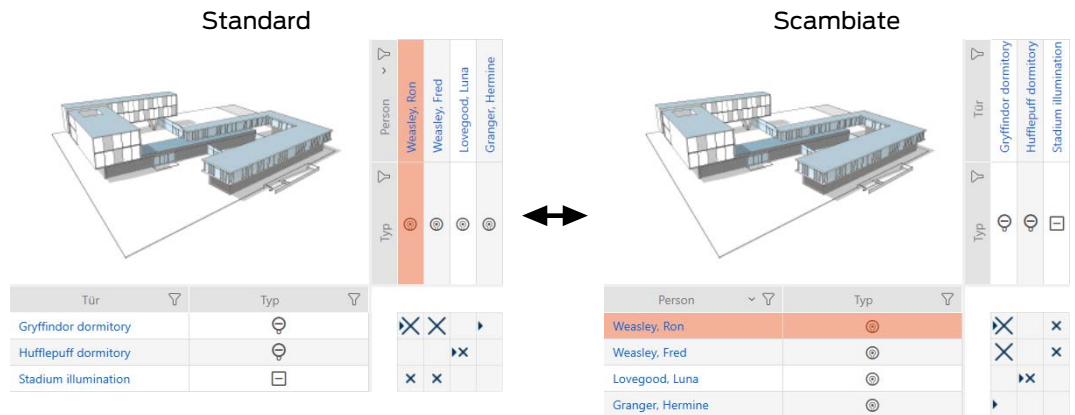 Standard
Scambiate
Person
Weasley, Ron
Weasley, Fred
Lovegood, Luna
Granger, Hermine
Typ
Tür Typ
Gryffindor dormitory
Hufflepuff dormitory
Stadium illumination
Tür
Gryffindor dormitory
Hufflepuff dormitory
Stadium illumination
Typ
Person Typ
Weasley, Ron
Weasley, Fred
Lovegood, Luna
Granger, Hermine